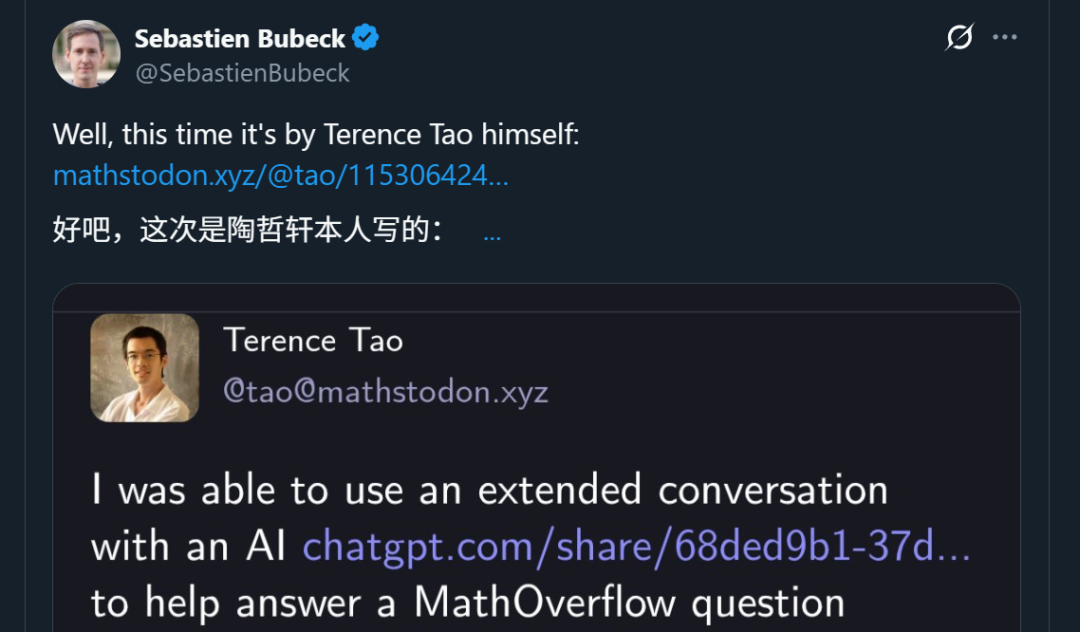 Sebastien Bubeck
@SebastienBubeck
Well, this time it's by Terence Tao himself:
mathstodon.xyz/@tao/115306424...
好吧，这次是陶哲轩本人写的： ...
Terence Tao
@tao@mathstodon.xyz
I was able to use an extended conversation
with an AI chatgpt.com/share/68ded9b1-37d...
to help answer a MathOverflow question